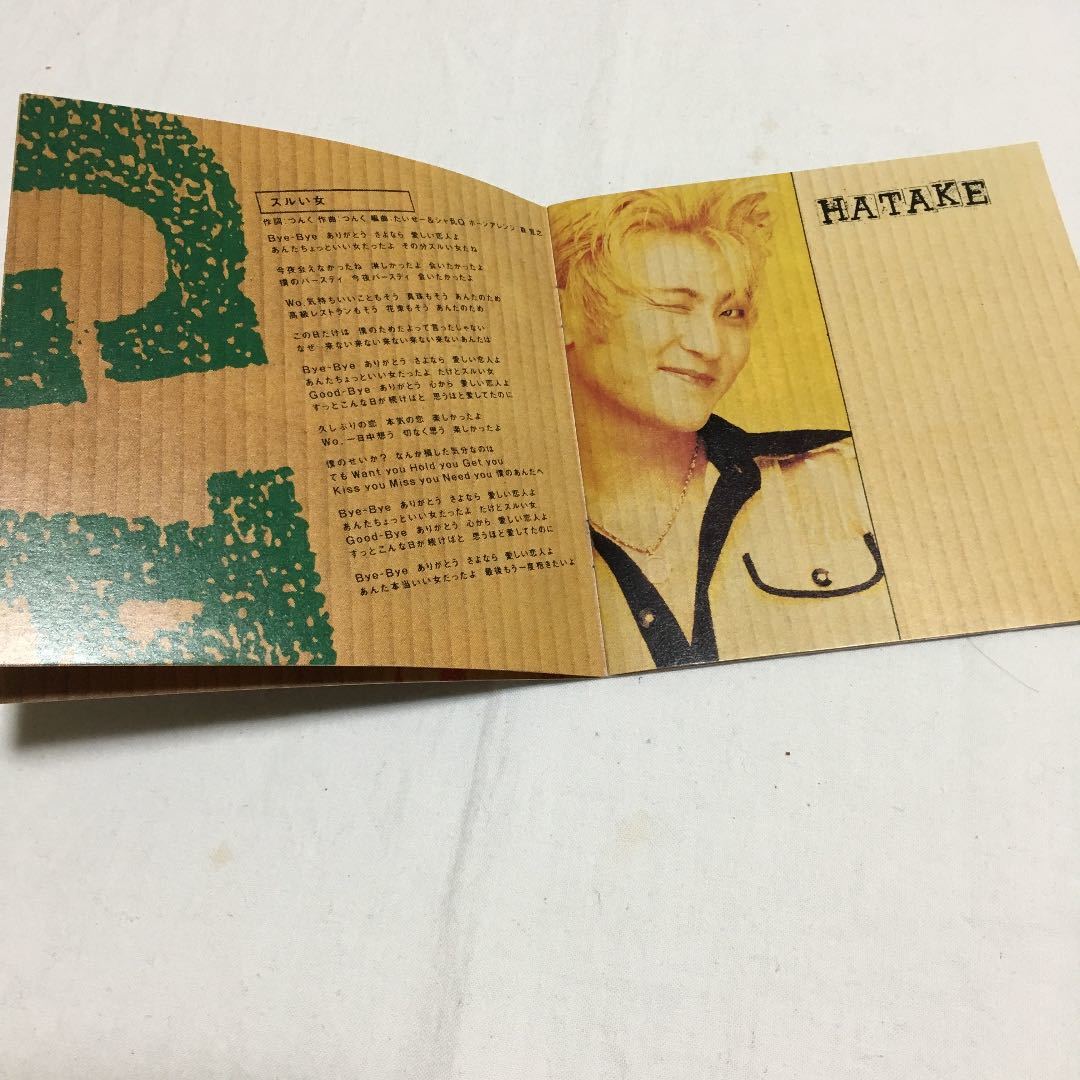 ズルい女
作詞:つんく 作曲:つんく 編曲:たいせー&シャ乱Q ホーンアレンジ
Bye-Bye ありがとう さよなら 愛しい恋人よ
あんたちょっといい女だったよ その分ズルい女だね
今夜会えなかったね 淋しかったよ 会いたかったよ
僕のバースディ 今夜バースディ 会いたかったよ
Wo.気持ちいいこともそう 真珠もそう あんたのため
高級レストランもそう 花束もそう あんたのため
この日だけは 僕のためだよって言ったじゃない
なぜ 来ない来ない来ない来ない来ないあんたは
Bye-Bye ありがとう さよなら 愛しい恋人よ
あんたちょっといい女だったよ だけどズルい女
Good-Bye ありがとう 心から 愛しい恋人よ
ずっとこんな日が続けばと 思うほど愛してたのに
久しぶりの恋 本気の恋 楽しかったよ
Wo.一日中想う 切なく思う 楽しかったよ
僕のせいか? なんか損した気分なのは
でも Want you Hold you Get you
Kiss you Miss you Need you 僕のあんたへ
Bye-Bye ありがとう さよなら 愛しい恋人よ
あんたちょっといい女だったよ だけどズルい女
Good-Bye ありがとう 心から 愛しい恋人よ
ずっとこんな日が続けばと 思うほど愛してたのに
Bye-Bye ありがとう さよなら 愛しい恋人よ
あんた本当いい女だったよ 最後もう一度抱きたいよ
HATAKE